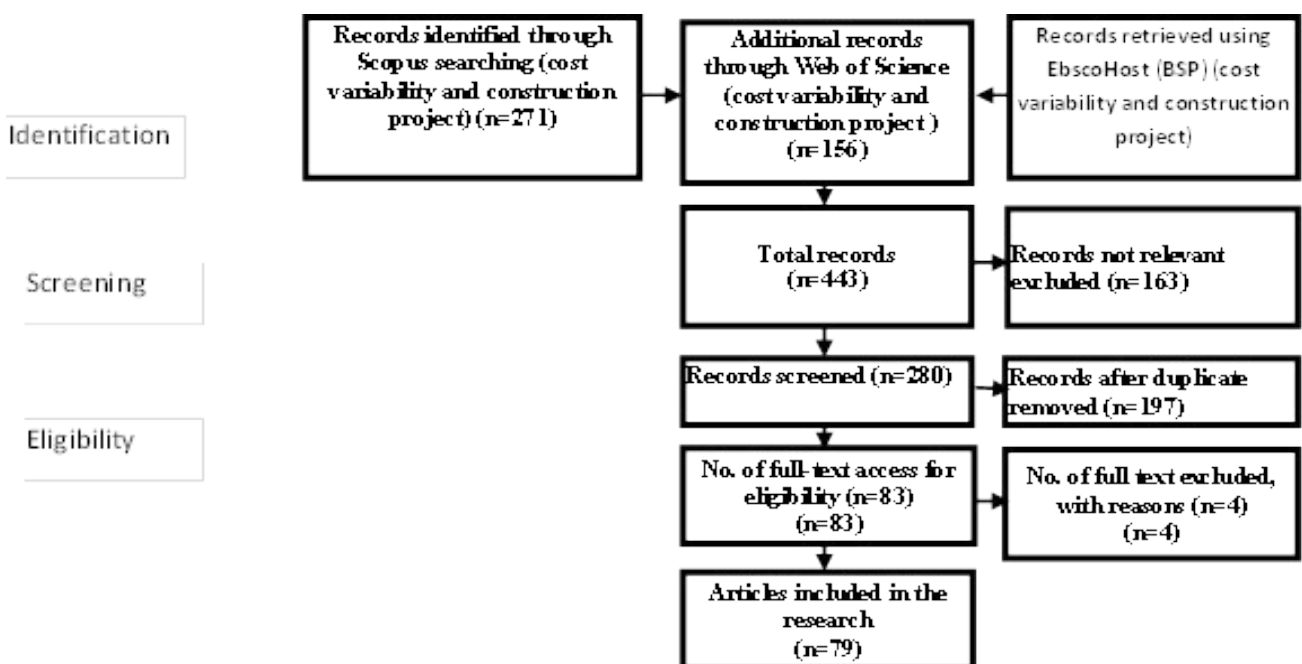 Records identified through
Scopus searching (cost
variability and construction
project) (n=271)
Additional records
through Web of Science
(cost variability and
construction project )
(n=156)
Records retrieved using
EbscoHost (BSP) (cost
variability and construction
project)
Identification
Total records
(n=443)
Records not relevant
excluded (n=163)
Screening
Records screened (n=280)
Records after duplicate
removed (n=197)
Eligibility
No. of full-text access for
eligibility (n=83)
(n=83)
No. of full text excluded,
with reasons (n=4)
(n=4)
Articles included in the
research
(n=79)